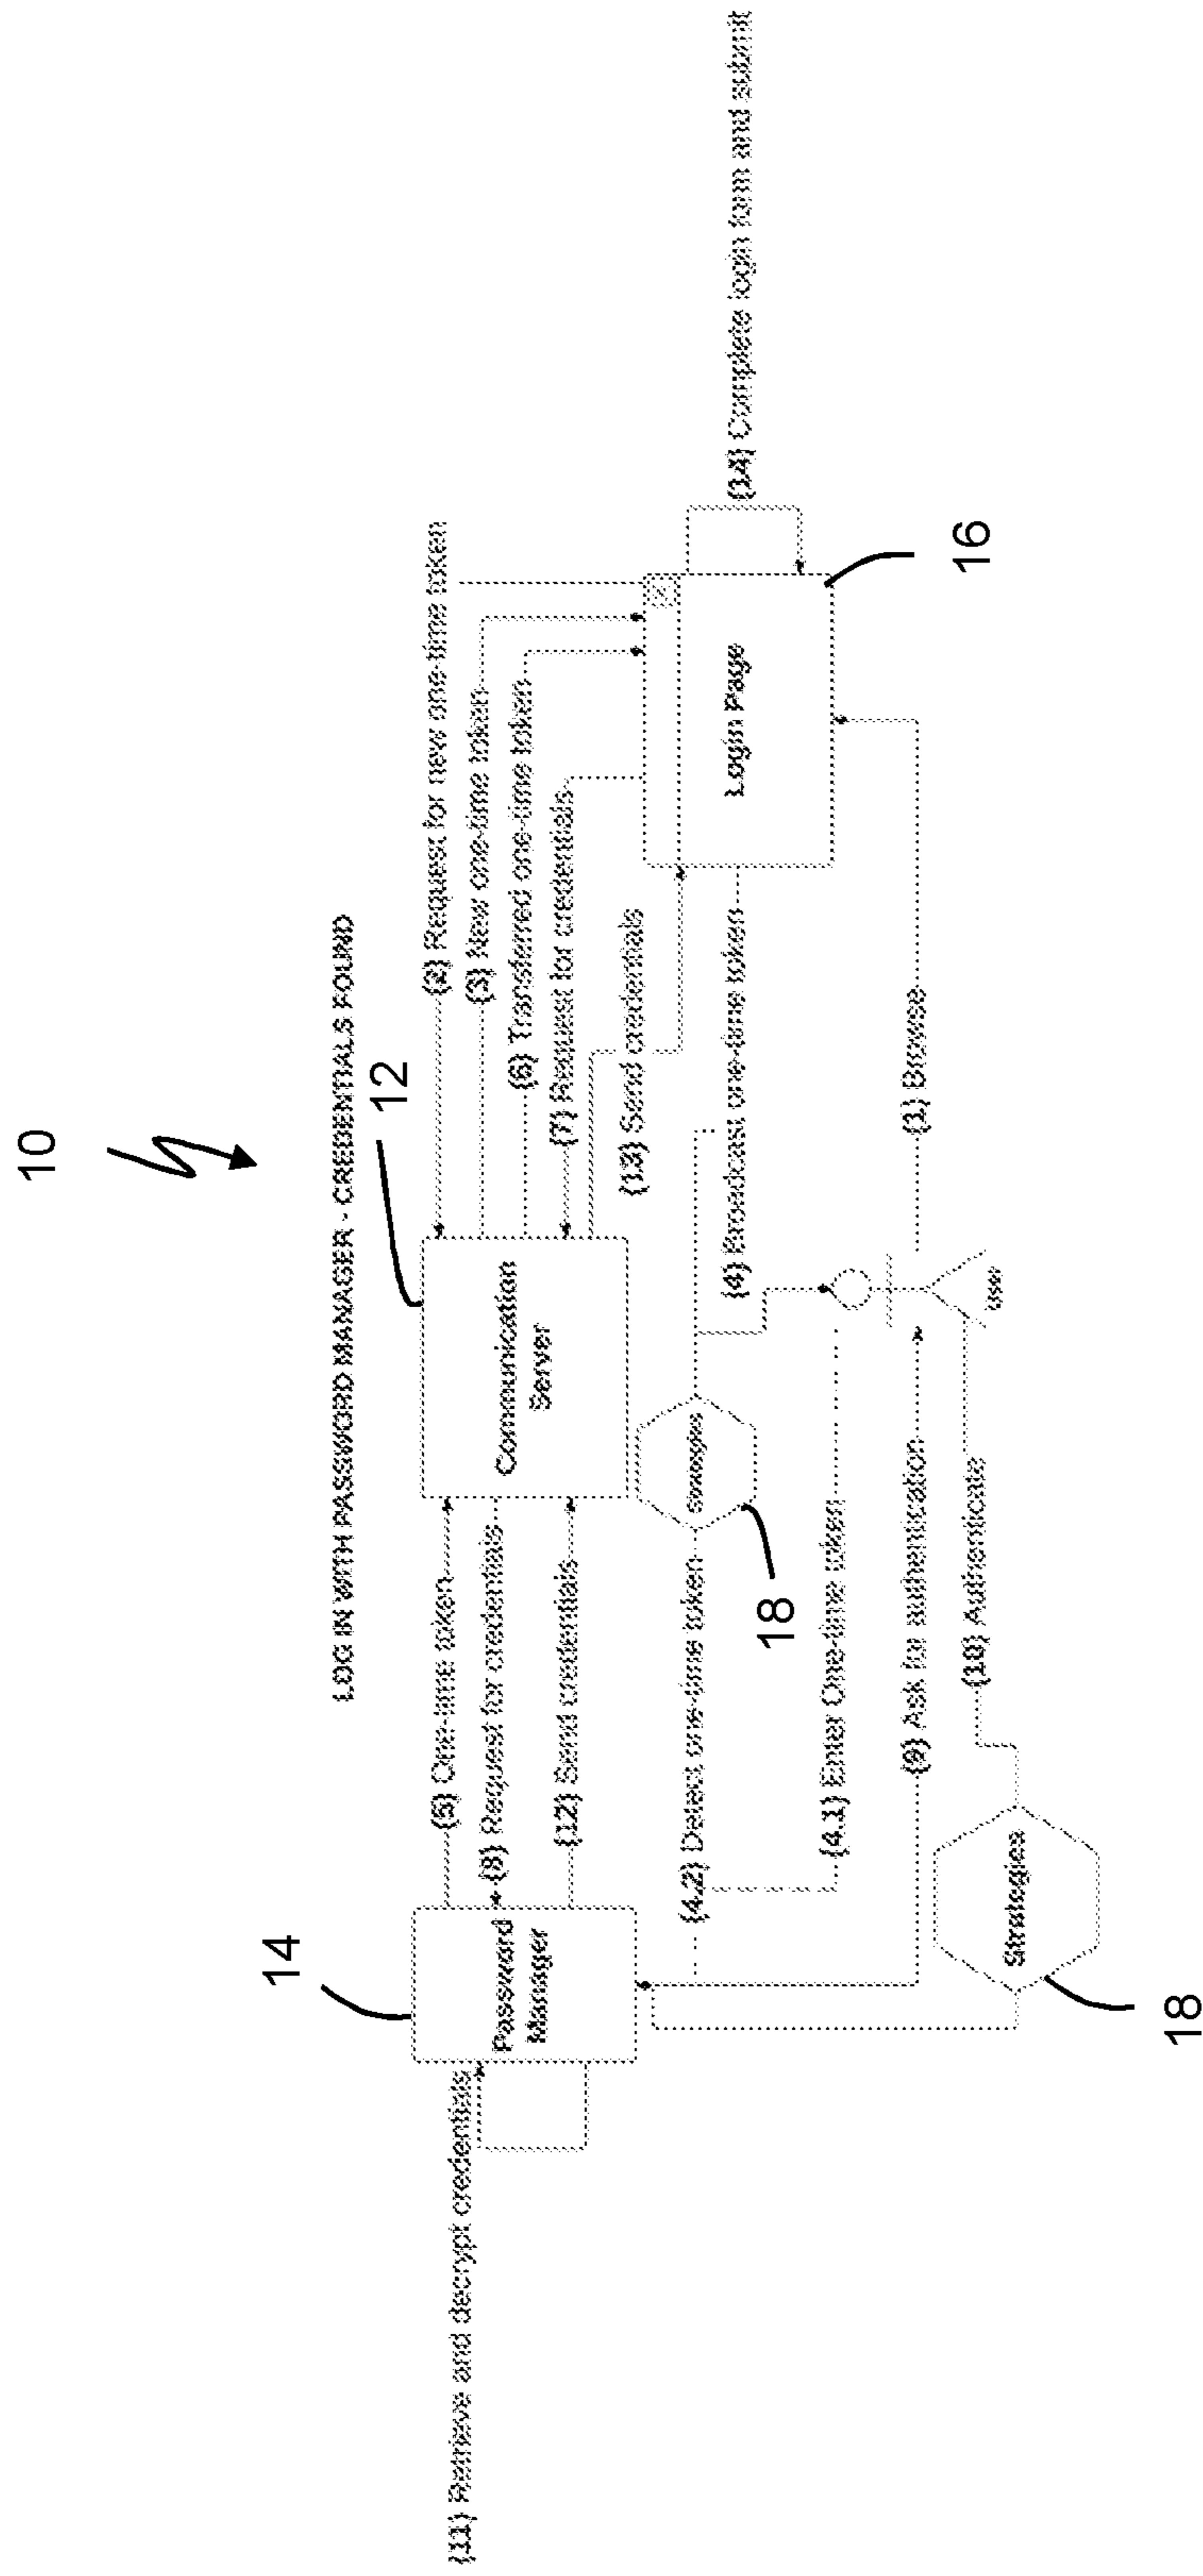 10
LOG IN WITH PASSWORD MANAGER - CREDENTIALS FOUND
12
14
(11) Retrieve and decrypt credentials
Password
Manager
(5) One-time token
(8) Request for credentials
(12) Send credentials
Communication
Server
(2) Request for new one-time token
(3) New one-time token
(6) Transferred one-time token
(7) Request for credentials
(13) Send credentials
Login Page
16
(14) Complete login form and submit
(4.2) Detect one-time token
Strategies
18
(4) Broadcast one-time token
(4.1) Enter One-time token
(9) Ask for authentication
(10) Authenticate
User
(1) Browse
Strategies
18